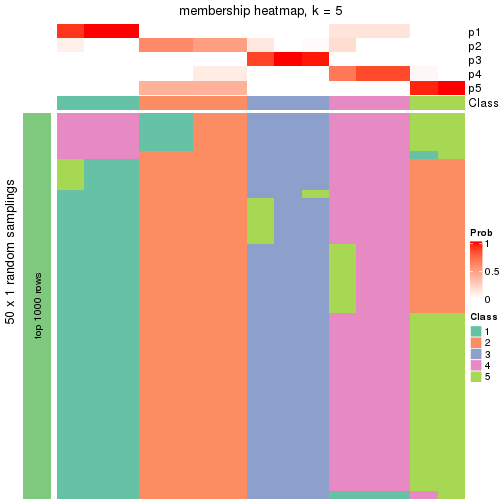 membership heatmap, k = 5
p1
p2
p3
p4
p5
Class
50 x 1 random samplings
top 1000 rows
Prob
1
0.5
0
Class
1
2
3
4
5